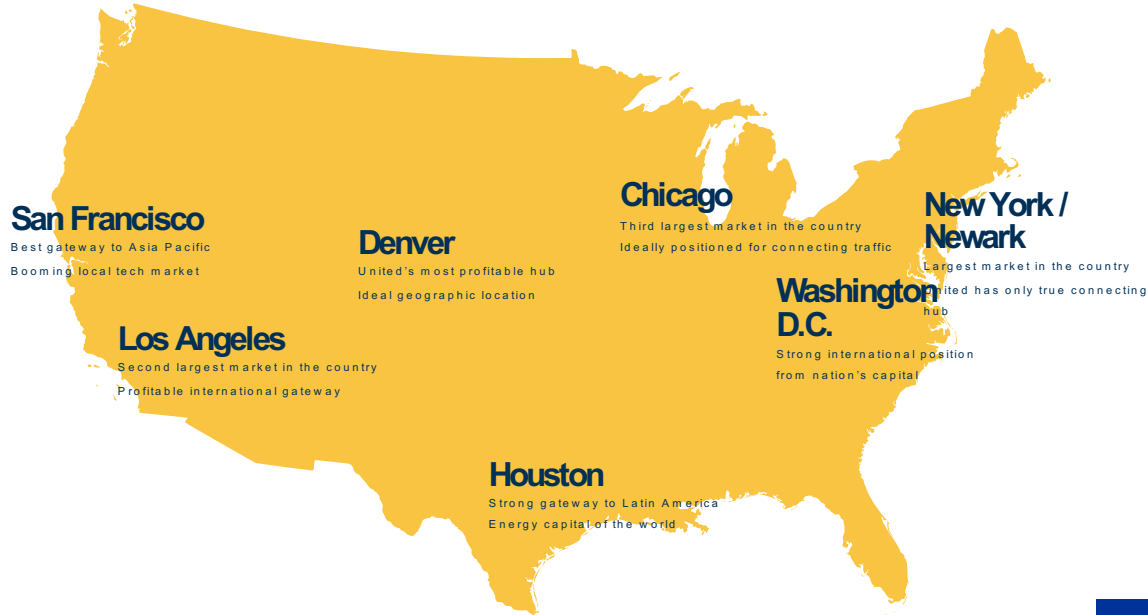 San Francisco
Best gateway to Asia Pacific
Booming local tech market
Los Angeles
Second largest market in the country
Profitable international gateway
Denver
United's most profitable hub
Ideal geographic location
Houston
Strong gateway to Latin America
Energy capital of the world
Chicago
Third largest market in the country
Ideally positioned for connecting traffic
Washington
D.C.
Strong international position
from nation's capital
New York /
Newark
Largest market in the country
United has only true connecting
hub